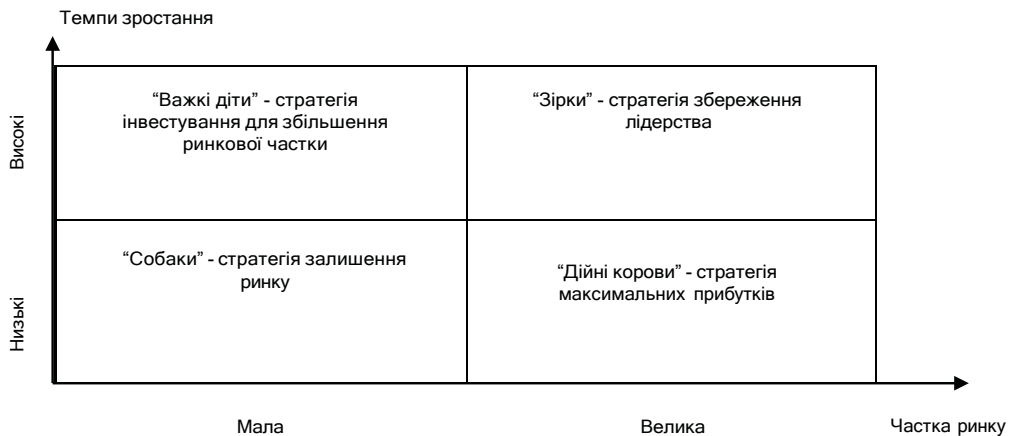 Темпи зростання
“Важкі діти” - стратегія
інвестування для збільшення
ринкової частки
“Зірки” - стратегія збереження
лідерства
Високі
“Собаки” - стратегія залишення
ринку
“Дійні корови” - стратегія
максимальних прибутків
Низькі
Мала
Велика
Частка ринку